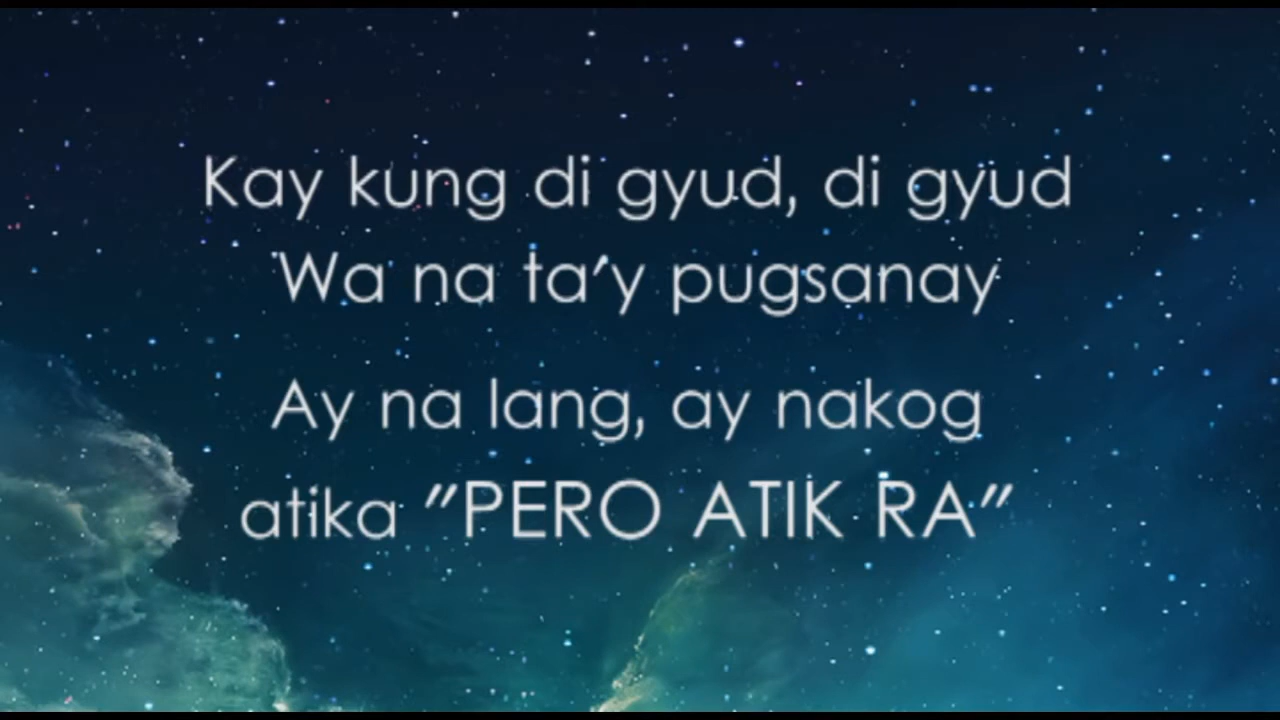 Kay kung di gyud, di gyud
Wa na ta'y pugsanay
Ay na lang, ay nakog
atika "PERO ATIK RA"